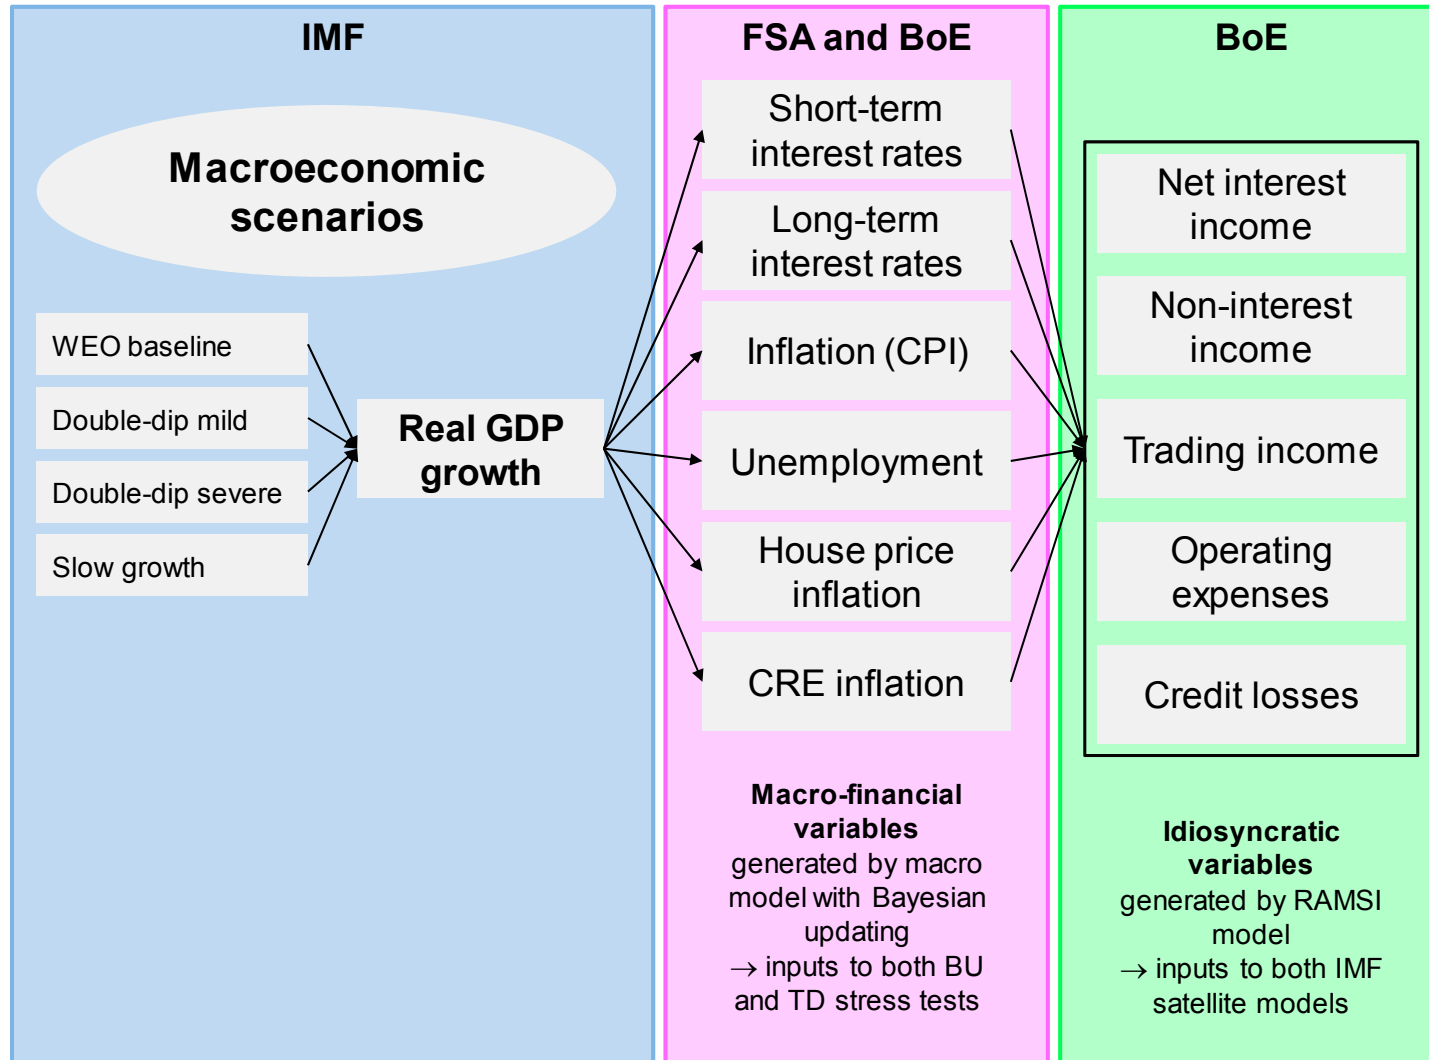 IMF
Macroeconomic
scenarios
WEO baseline
Double-dip mild
Double-dip severe
Slow growth
Real GDP
growth
FSA and BoE
Short-term
interest rates
Long-term
interest rates
Inflation (CPI)
Unemployment
House price
inflation
CRE inflation
Macro-financial
variables
generated by macro
model with Bayesian
updating
→ inputs to both BU
and TD stress tests
BoE
Net interest
income
Non-interest
income
Trading income
Operating
expenses
Credit losses
Idiosyncratic
variables
generated by RAMSI
model
→ inputs to both IMF
satellite models